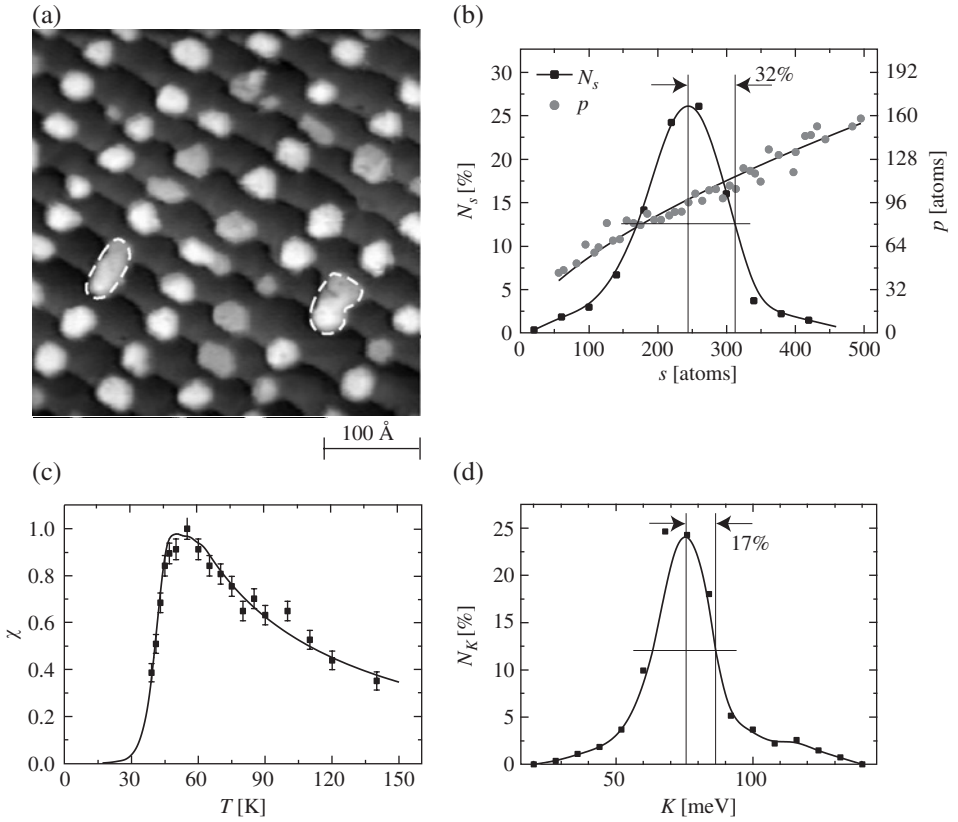 (a)
100 Å
(b)
32%
N_s
p
30
25
20
15
10
5
0
N_s [%]
192
160
128
96
64
32
0
p [atoms]
0 100 200 300 400 500
s [atoms]
(c)
1.0
0.8
0.6
0.4
0.2
0.0
χ
0 30 60 90 120 150
T [K]
(d)
17%
25
20
15
10
5
0
N_K [%]
50 100
K [meV]